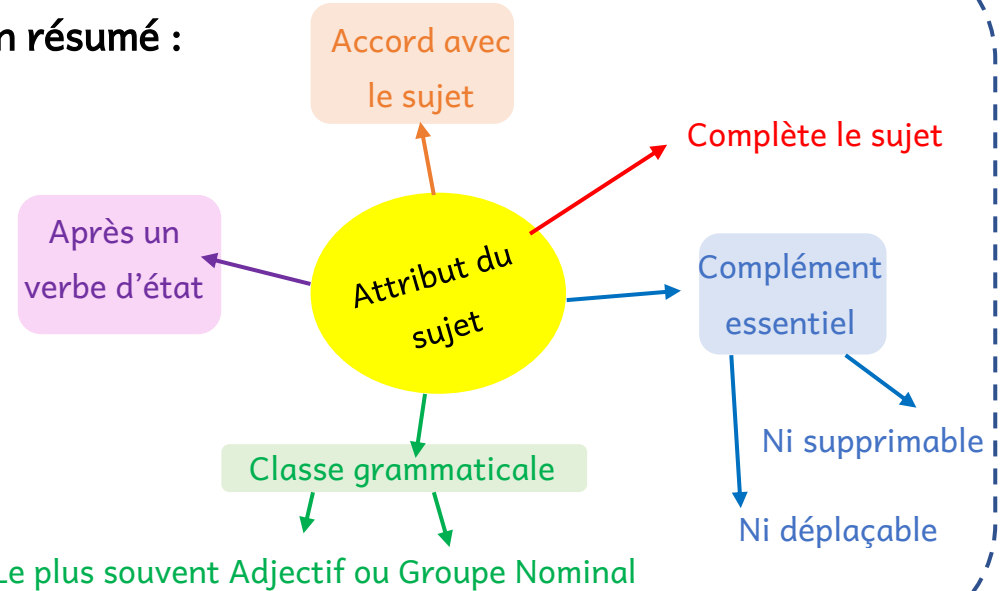 n résumé :
Accord avec
le sujet
Complète le sujet
Après un
verbe d'état
Attribut du
sujet
Complément
essentiel
Ni supprimable
Ni déplaçable
Classe grammaticale
Le plus souvent Adjectif ou Groupe Nominal